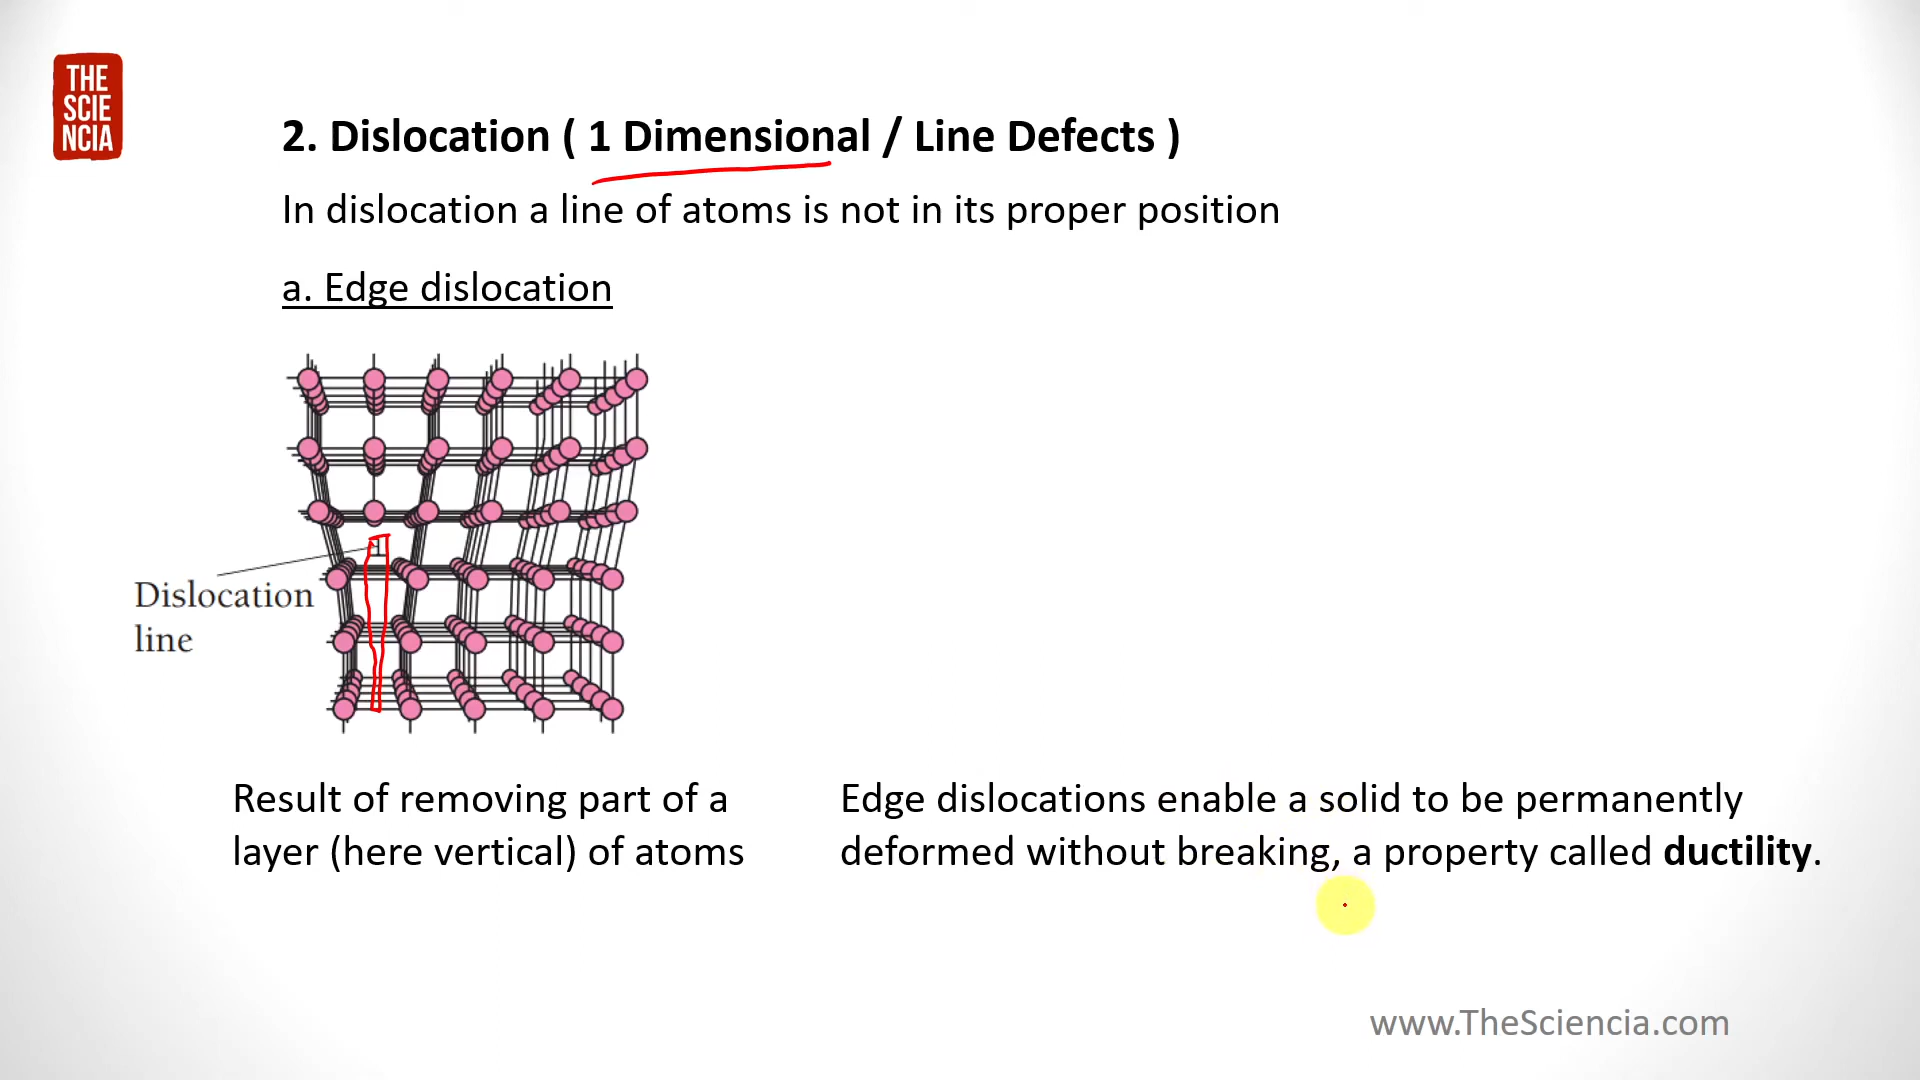 THE
SCIE
NCIA
2. Dislocation ( 1 Dimensional / Line Defects )
In dislocation a line of atoms is not in its proper position
a. Edge dislocation
Dislocation
line
Result of removing part of a
layer (here vertical) of atoms
Edge dislocations enable a solid to be permanently
deformed without breaking, a property called ductility.
www.TheSciencia.com